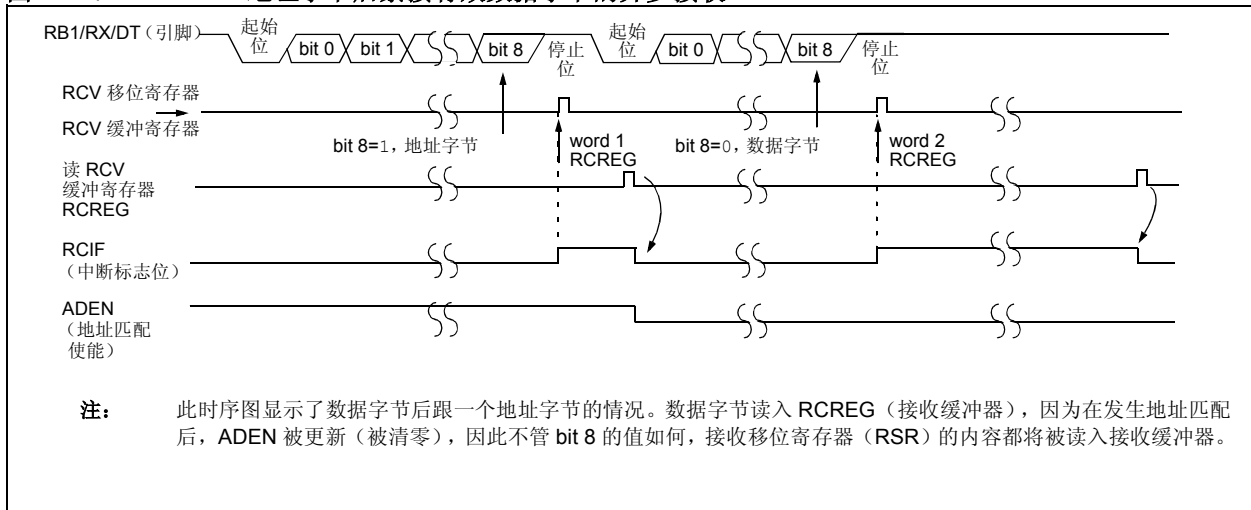 RB1/RX/DT（引脚）
起始
位
bit 0
bit 1
bit 8
停止
位
起始
位
bit 0
bit 8
停止
位
RCV 移位寄存器
RCV 缓冲寄存器
bit 8=1，地址字节
word 1
RCREG
bit 8=0，数据字节
word 2
RCREG
读 RCV
缓冲寄存器
RCREG
RCIF
（中断标志位）
ADEN
（地址匹配
使能）
注： 此时序图显示了数据字节后跟一个地址字节的情况。数据字节读入 RCREG（接收缓冲器），因为在发生地址匹配
后，ADEN 被更新（被清零），因此不管 bit 8 的值如何，接收移位寄存器（RSR）的内容都将被读入接收缓冲器。